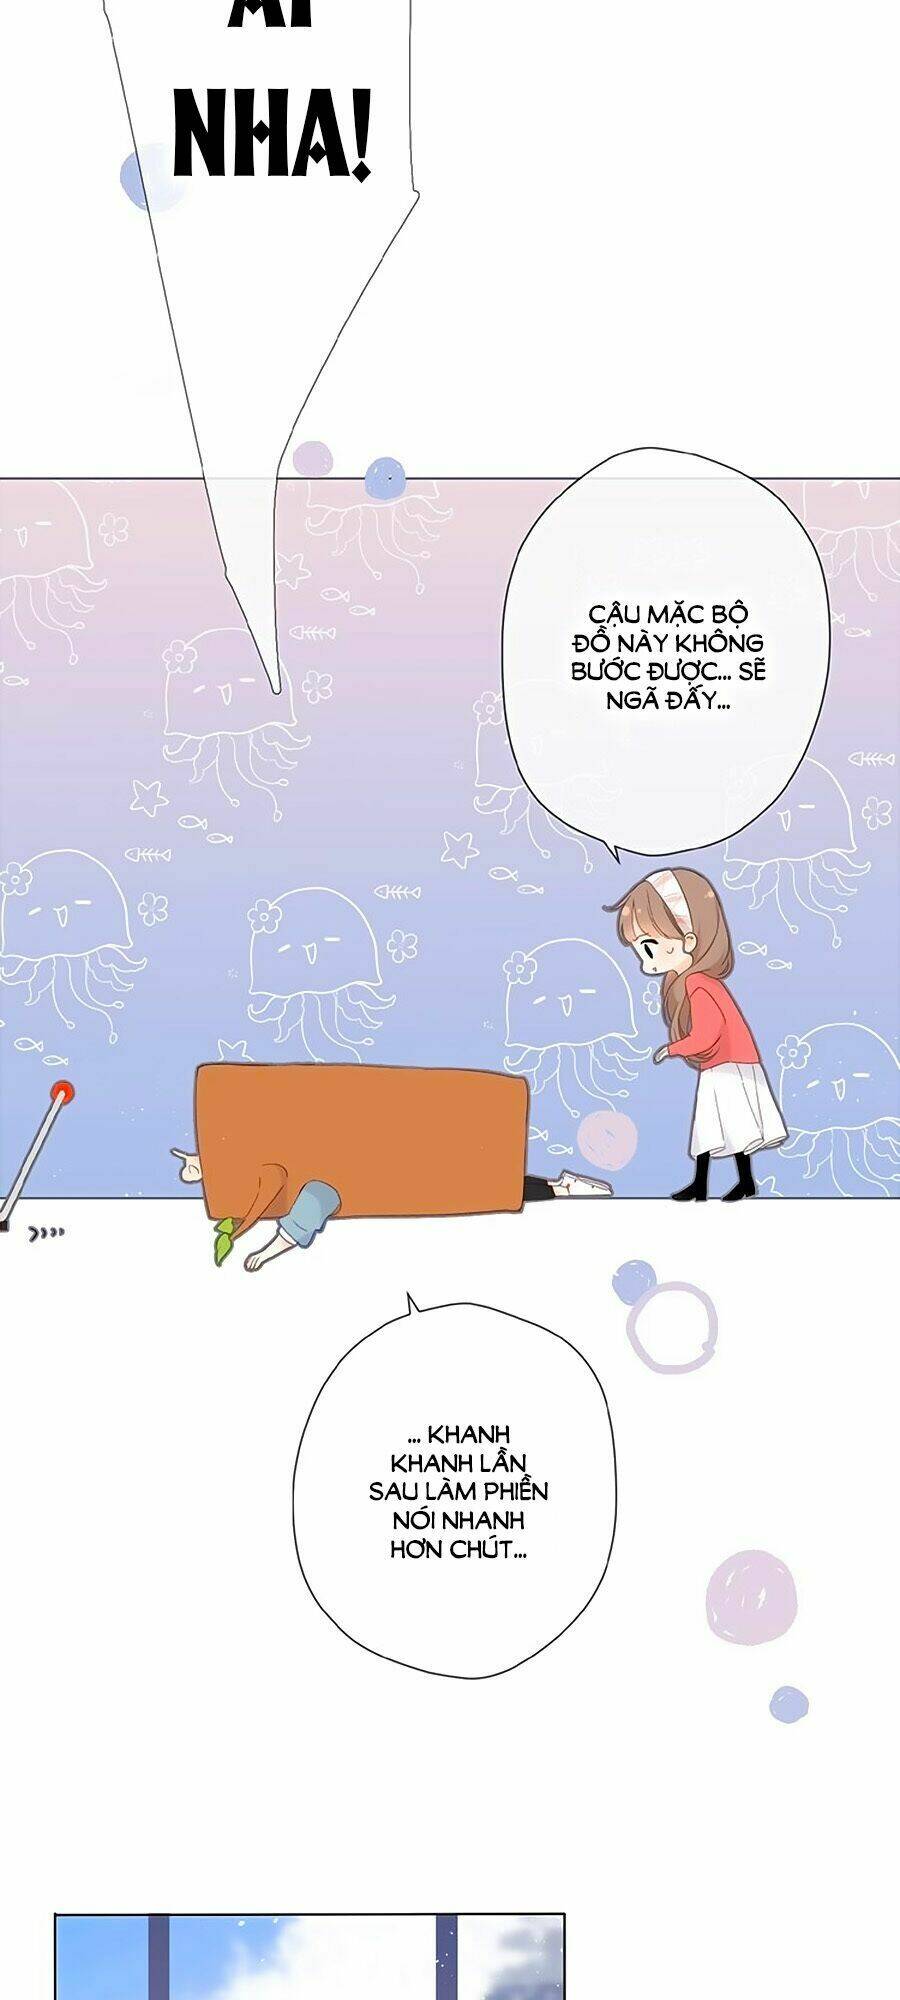 ÁI
NHA!
CẬU MẶC BỘ
ĐỒ NÀY KHÔNG
BƯỚC ĐƯỢC... SẼ
NGÃ ĐẤY...
... KHANH
KHANH LẦN
SAU LÀM PHIỀN
NÓI NHANH
HƠN CHÚT...